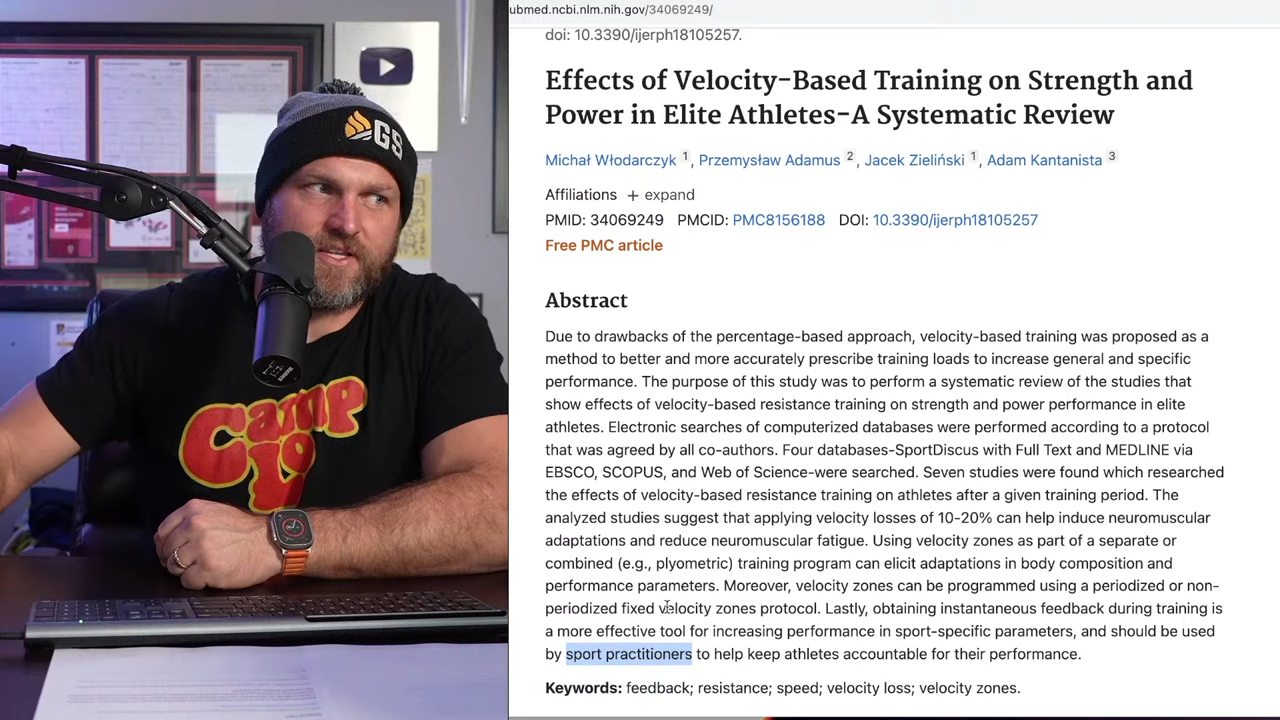 ubmed.ncbi.nlm.nih.gov/34069249/
doi: 10.3390/ijerph18105257.
Effects of Velocity-Based Training on Strength and
Power in Elite Athletes-A Systematic Review
Michał Włodarczyk 1, Przemysław Adamus 2, Jacek Zieliński 1, Adam Kantanista 3
Affiliations + expand
PMID: 34069249 PMCID: PMC8156188 DOI: 10.3390/ijerph18105257
Free PMC article
Abstract
Due to drawbacks of the percentage-based approach, velocity-based training was proposed as a
method to better and more accurately prescribe training loads to increase general and specific
performance. The purpose of this study was to perform a systematic review of the studies that
show effects of velocity-based resistance training on strength and power performance in elite
athletes. Electronic searches of computerized databases were performed according to a protocol
that was agreed by all co-authors. Four databases-SportDiscus with Full Text and MEDLINE via
EBSCO, SCOPUS, and Web of Science-were searched. Seven studies were found which researched
the effects of velocity-based resistance training on athletes after a given training period. The
analyzed studies suggest that applying velocity losses of 10-20% can help induce neuromuscular
adaptations and reduce neuromuscular fatigue. Using velocity zones as part of a separate or
combined (e.g., plyometric) training program can elicit adaptations in body composition and
performance parameters. Moreover, velocity zones can be programmed using a periodized or non-
periodized fixed velocity zones protocol. Lastly, obtaining instantaneous feedback during training is
a more effective tool for increasing performance in sport-specific parameters, and should be used
by sport practitioners to help keep athletes accountable for their performance.
Keywords: feedback; resistance; speed; velocity loss; velocity zones.
GS
Camp
Lo